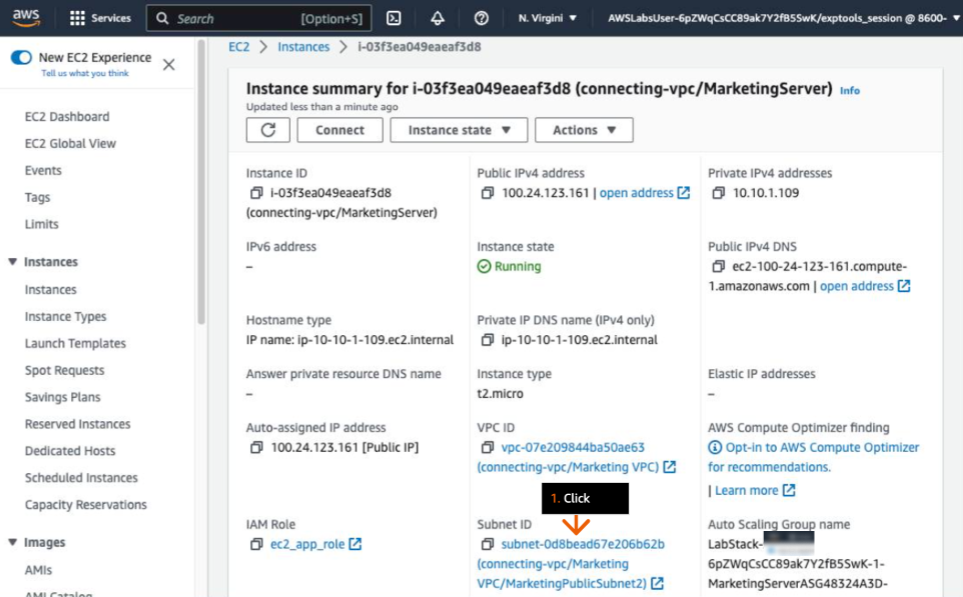 aws
Services
Search
[Option+S]
N. Virgini
AWSLabsUser-6pZWqCsCC89ak7Y2fB5SwK/exptools_session @ 8600-
New EC2 Experience
Tell us what you think
EC2 Dashboard
EC2 Global View
Events
Tags
Limits
Instances
Instances
Instance Types
Launch Templates
Spot Requests
Savings Plans
Reserved Instances
Dedicated Hosts
Scheduled Instances
Capacity Reservations
Images
AMIs
AMI Catalog
EC2 > Instances > i-03f3ea049eaeaf3d8
Instance summary for i-03f3ea049eaeaf3d8 (connecting-vpc/MarketingServer) Info
Updated less than a minute ago
Connect
Instance state
Actions
Instance ID
i-03f3ea049eaeaf3d8
(connecting-vpc/MarketingServer)
Public IPv4 address
100.24.123.161 | open address
Private IPv4 addresses
10.10.1.109
IPv6 address
–
Instance state
Running
Public IPv4 DNS
ec2-100-24-123-161.compute-
1.amazonaws.com | open address
Hostname type
IP name: ip-10-10-1-109.ec2.internal
Private IP DNS name (IPv4 only)
ip-10-10-1-109.ec2.internal
Answer private resource DNS name
–
Instance type
t2.micro
Elastic IP addresses
–
Auto-assigned IP address
100.24.123.161 [Public IP]
VPC ID
vpc-07e209844ba50ae63
(connecting-vpc/Marketing VPC)
AWS Compute Optimizer finding
Opt-in to AWS Compute Optimizer
for recommendations.
| Learn more
1. Click
IAM Role
ec2_app_role
Subnet ID
subnet-0d8bead67e206b62b
(connecting-vpc/Marketing
VPC/MarketingPublicSubnet2)
Auto Scaling Group name
LabStack-
6pZWqCsCC89ak7Y2fB5SwK-1-
MarketingServerASG48324A3D-